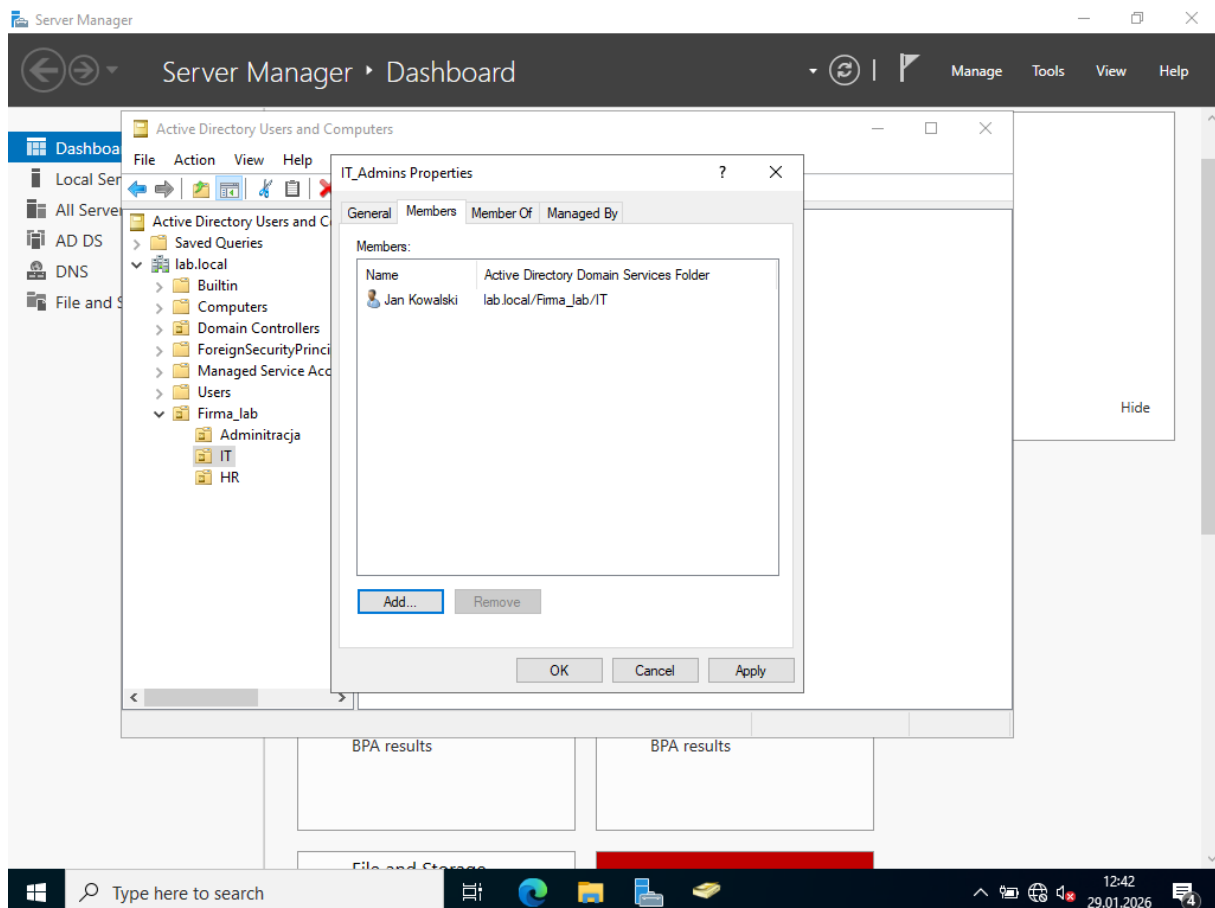 Server Manager
Server Manager ‣ Dashboard
Manage Tools View Help
Dashboa
Local Ser
All Server
AD DS
DNS
File and S
Active Directory Users and Computers
File Action View Help
Active Directory Users and C
Saved Queries
lab.local
Builtin
Computers
Domain Controllers
ForeignSecurityPrinci
Managed Service Acc
Users
Firma_lab
Adminitracja
IT
HR
IT_Admins Properties
General Members Member Of Managed By
Members:
Name Active Directory Domain Services Folder
Jan Kowalski lab.local/Firma_lab/IT
Add... Remove
OK Cancel Apply
Hide
BPA results BPA results
File and Storage
Type here to search
12:42
29.01.2026
4